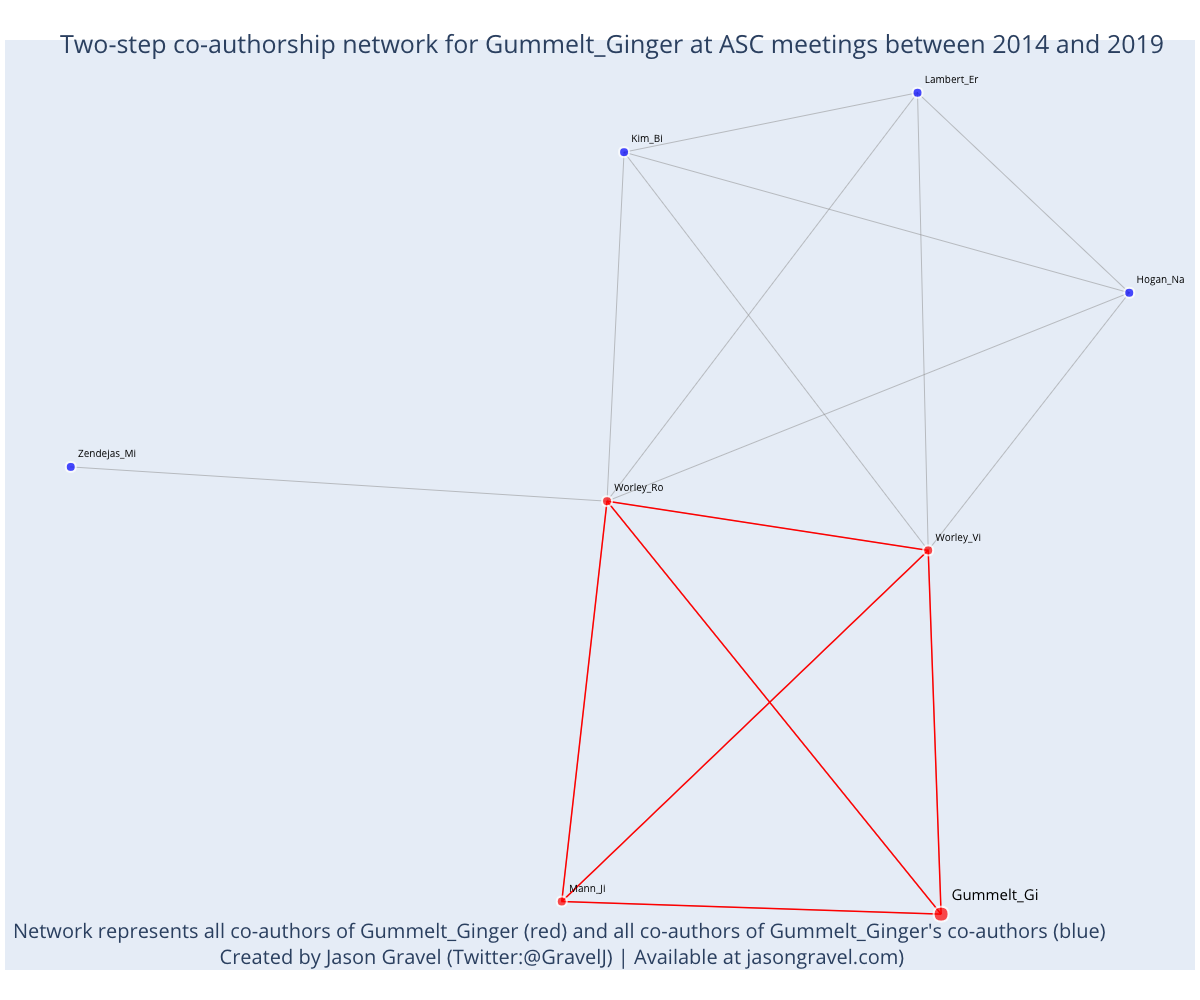 Two-step co-authorship network for Gummelt_Ginger at ASC meetings between 2014 and 2019
Lambert_Er
Kim_Bi
Hogan_Na
Zendejas_Mi
Worley_Ro
Worley_Vi
Mann_Ji
Gummelt_Gi
Network represents all co-authors of Gummelt_Ginger (red) and all co-authors of Gummelt_Ginger's co-authors (blue)
Created by Jason Gravel (Twitter:@GravelJ) | Available at jasongravel.com)